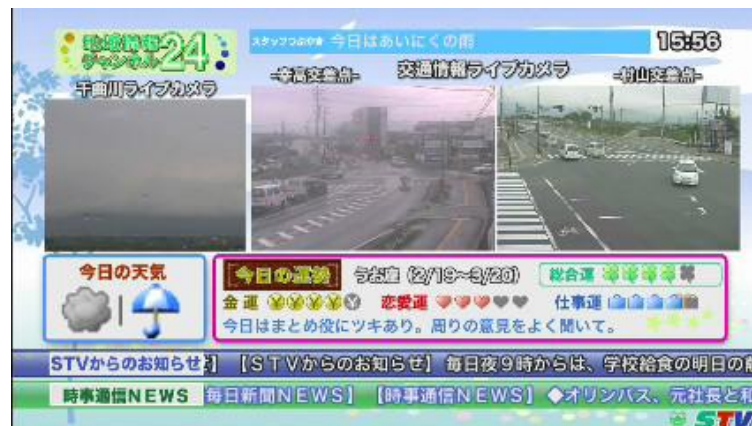 地域情報
チャンネル24
スタッフつぶやき 今日はあいにくの雨
15:56
千曲川ライブカメラ
-幸高交差点-
交通情報ライブカメラ
-村山交差点-
今日の天気
今日の運勢 うお座 (2/19~3/20) 総合運
金運 恋愛運 仕事運
今日はまとめ役にツキあり。周りの意見をよく聞いて。
STVからのお知らせ 【STVからのお知らせ】 毎日夜9時からは、学校給食の明日の
時事通信NEWS 毎日新聞NEWS】 【時事通信NEWS】 ◆オリンパス、元社長と和
STV